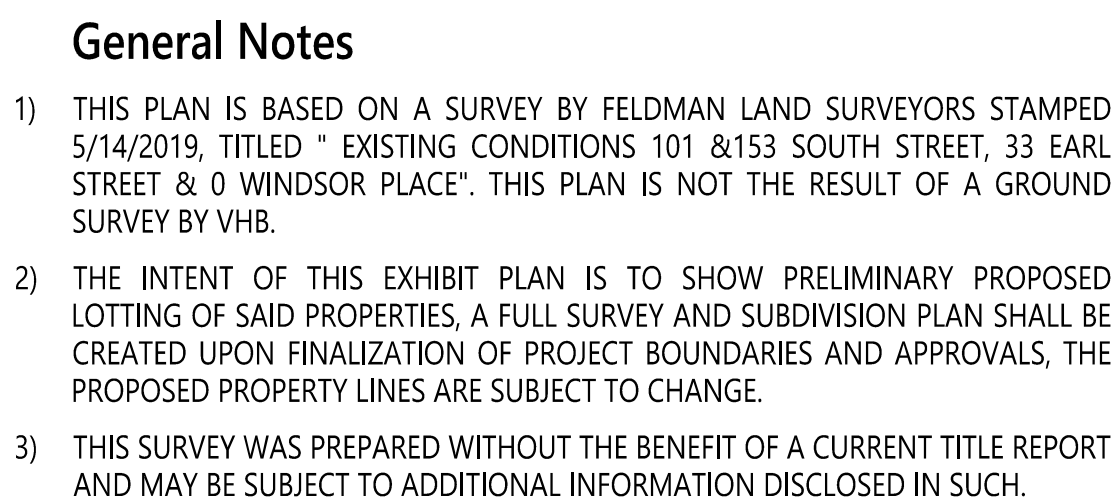 General Notes
1) THIS PLAN IS BASED ON A SURVEY BY FELDMAN LAND SURVEYORS STAMPED
5/14/2019, TITLED " EXISTING CONDITIONS 101 &153 SOUTH STREET, 33 EARL
STREET & 0 WINDSOR PLACE". THIS PLAN IS NOT THE RESULT OF A GROUND
SURVEY BY VHB.
2) THE INTENT OF THIS EXHIBIT PLAN IS TO SHOW PRELIMINARY PROPOSED
LOTTING OF SAID PROPERTIES, A FULL SURVEY AND SUBDIVISION PLAN SHALL BE
CREATED UPON FINALIZATION OF PROJECT BOUNDARIES AND APPROVALS, THE
PROPOSED PROPERTY LINES ARE SUBJECT TO CHANGE.
3) THIS SURVEY WAS PREPARED WITHOUT THE BENEFIT OF A CURRENT TITLE REPORT
AND MAY BE SUBJECT TO ADDITIONAL INFORMATION DISCLOSED IN SUCH.